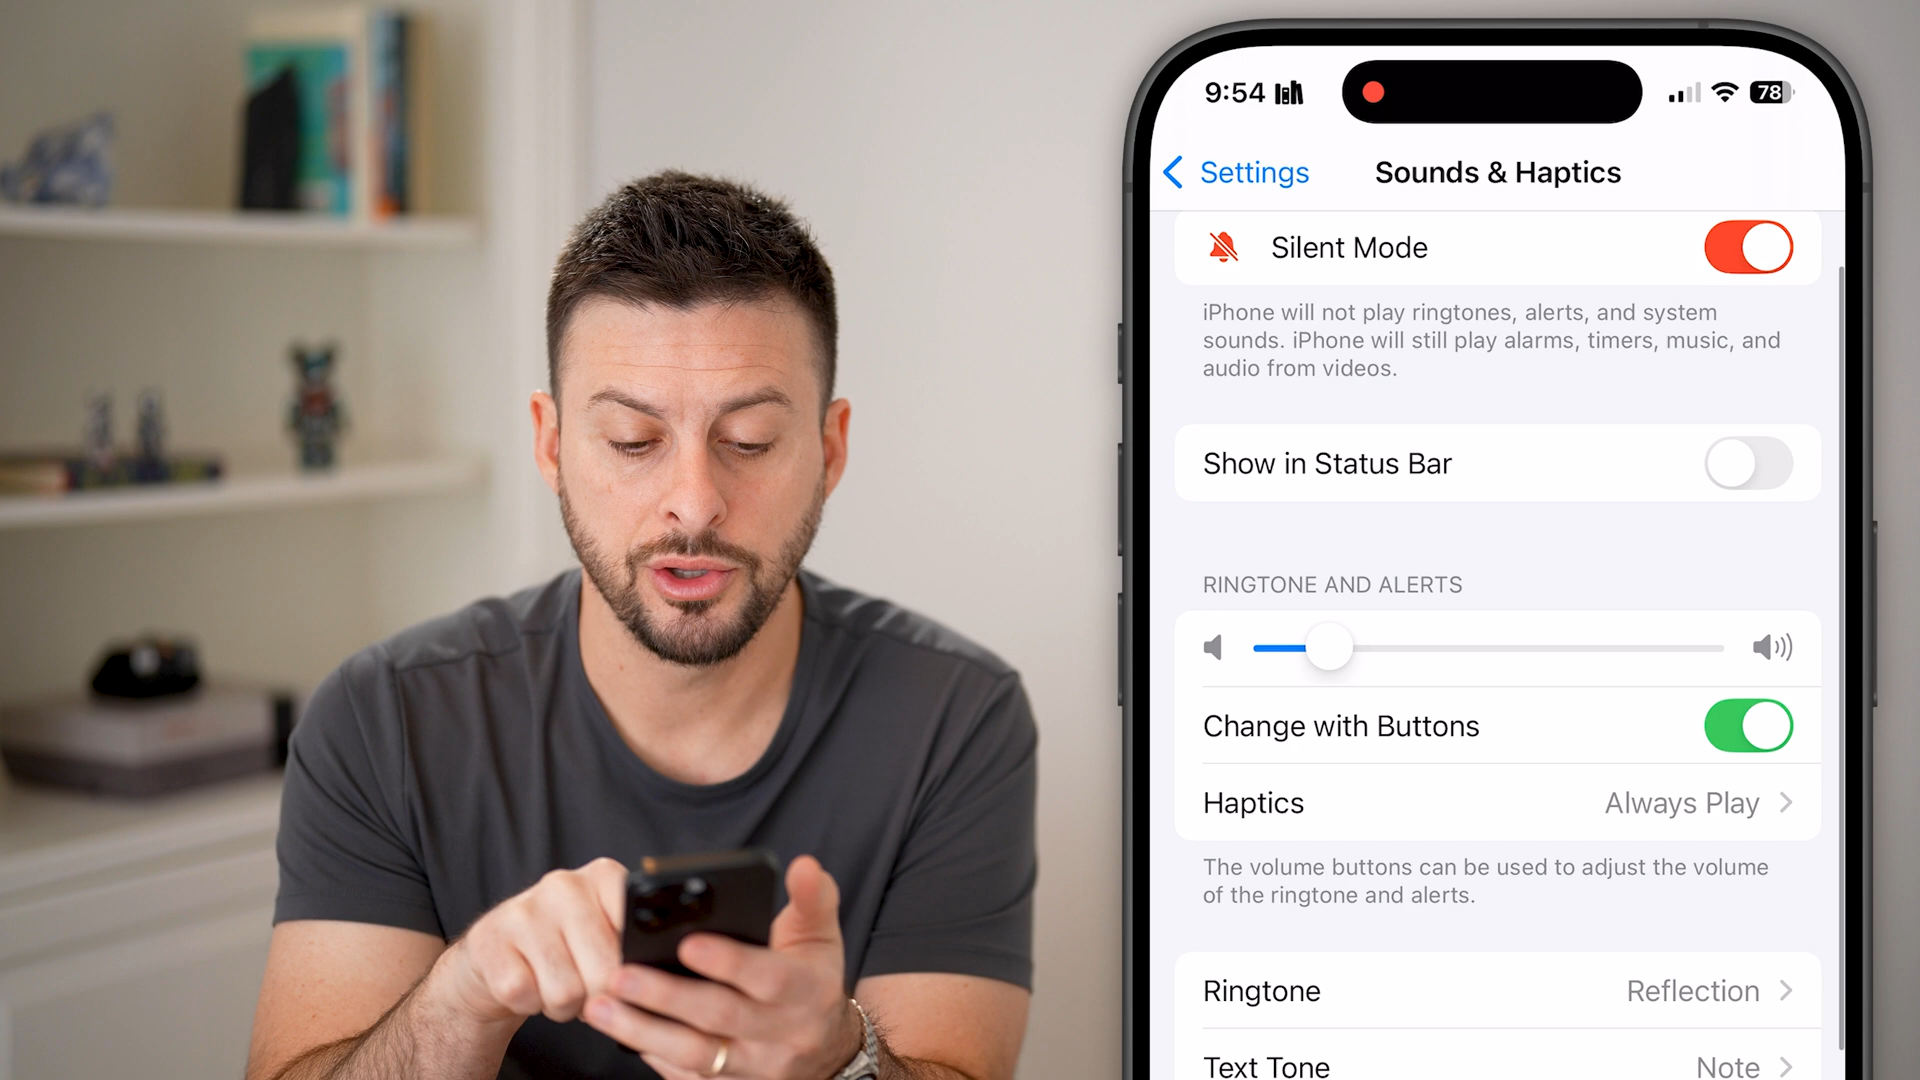 9:54
78
Settings
Sounds & Haptics
Silent Mode
iPhone will not play ringtones, alerts, and system
sounds. iPhone will still play alarms, timers, music, and
audio from videos.
Show in Status Bar
RINGTONE AND ALERTS
Change with Buttons
Haptics Always Play
The volume buttons can be used to adjust the volume
of the ringtone and alerts.
Ringtone Reflection
Text Tone Note